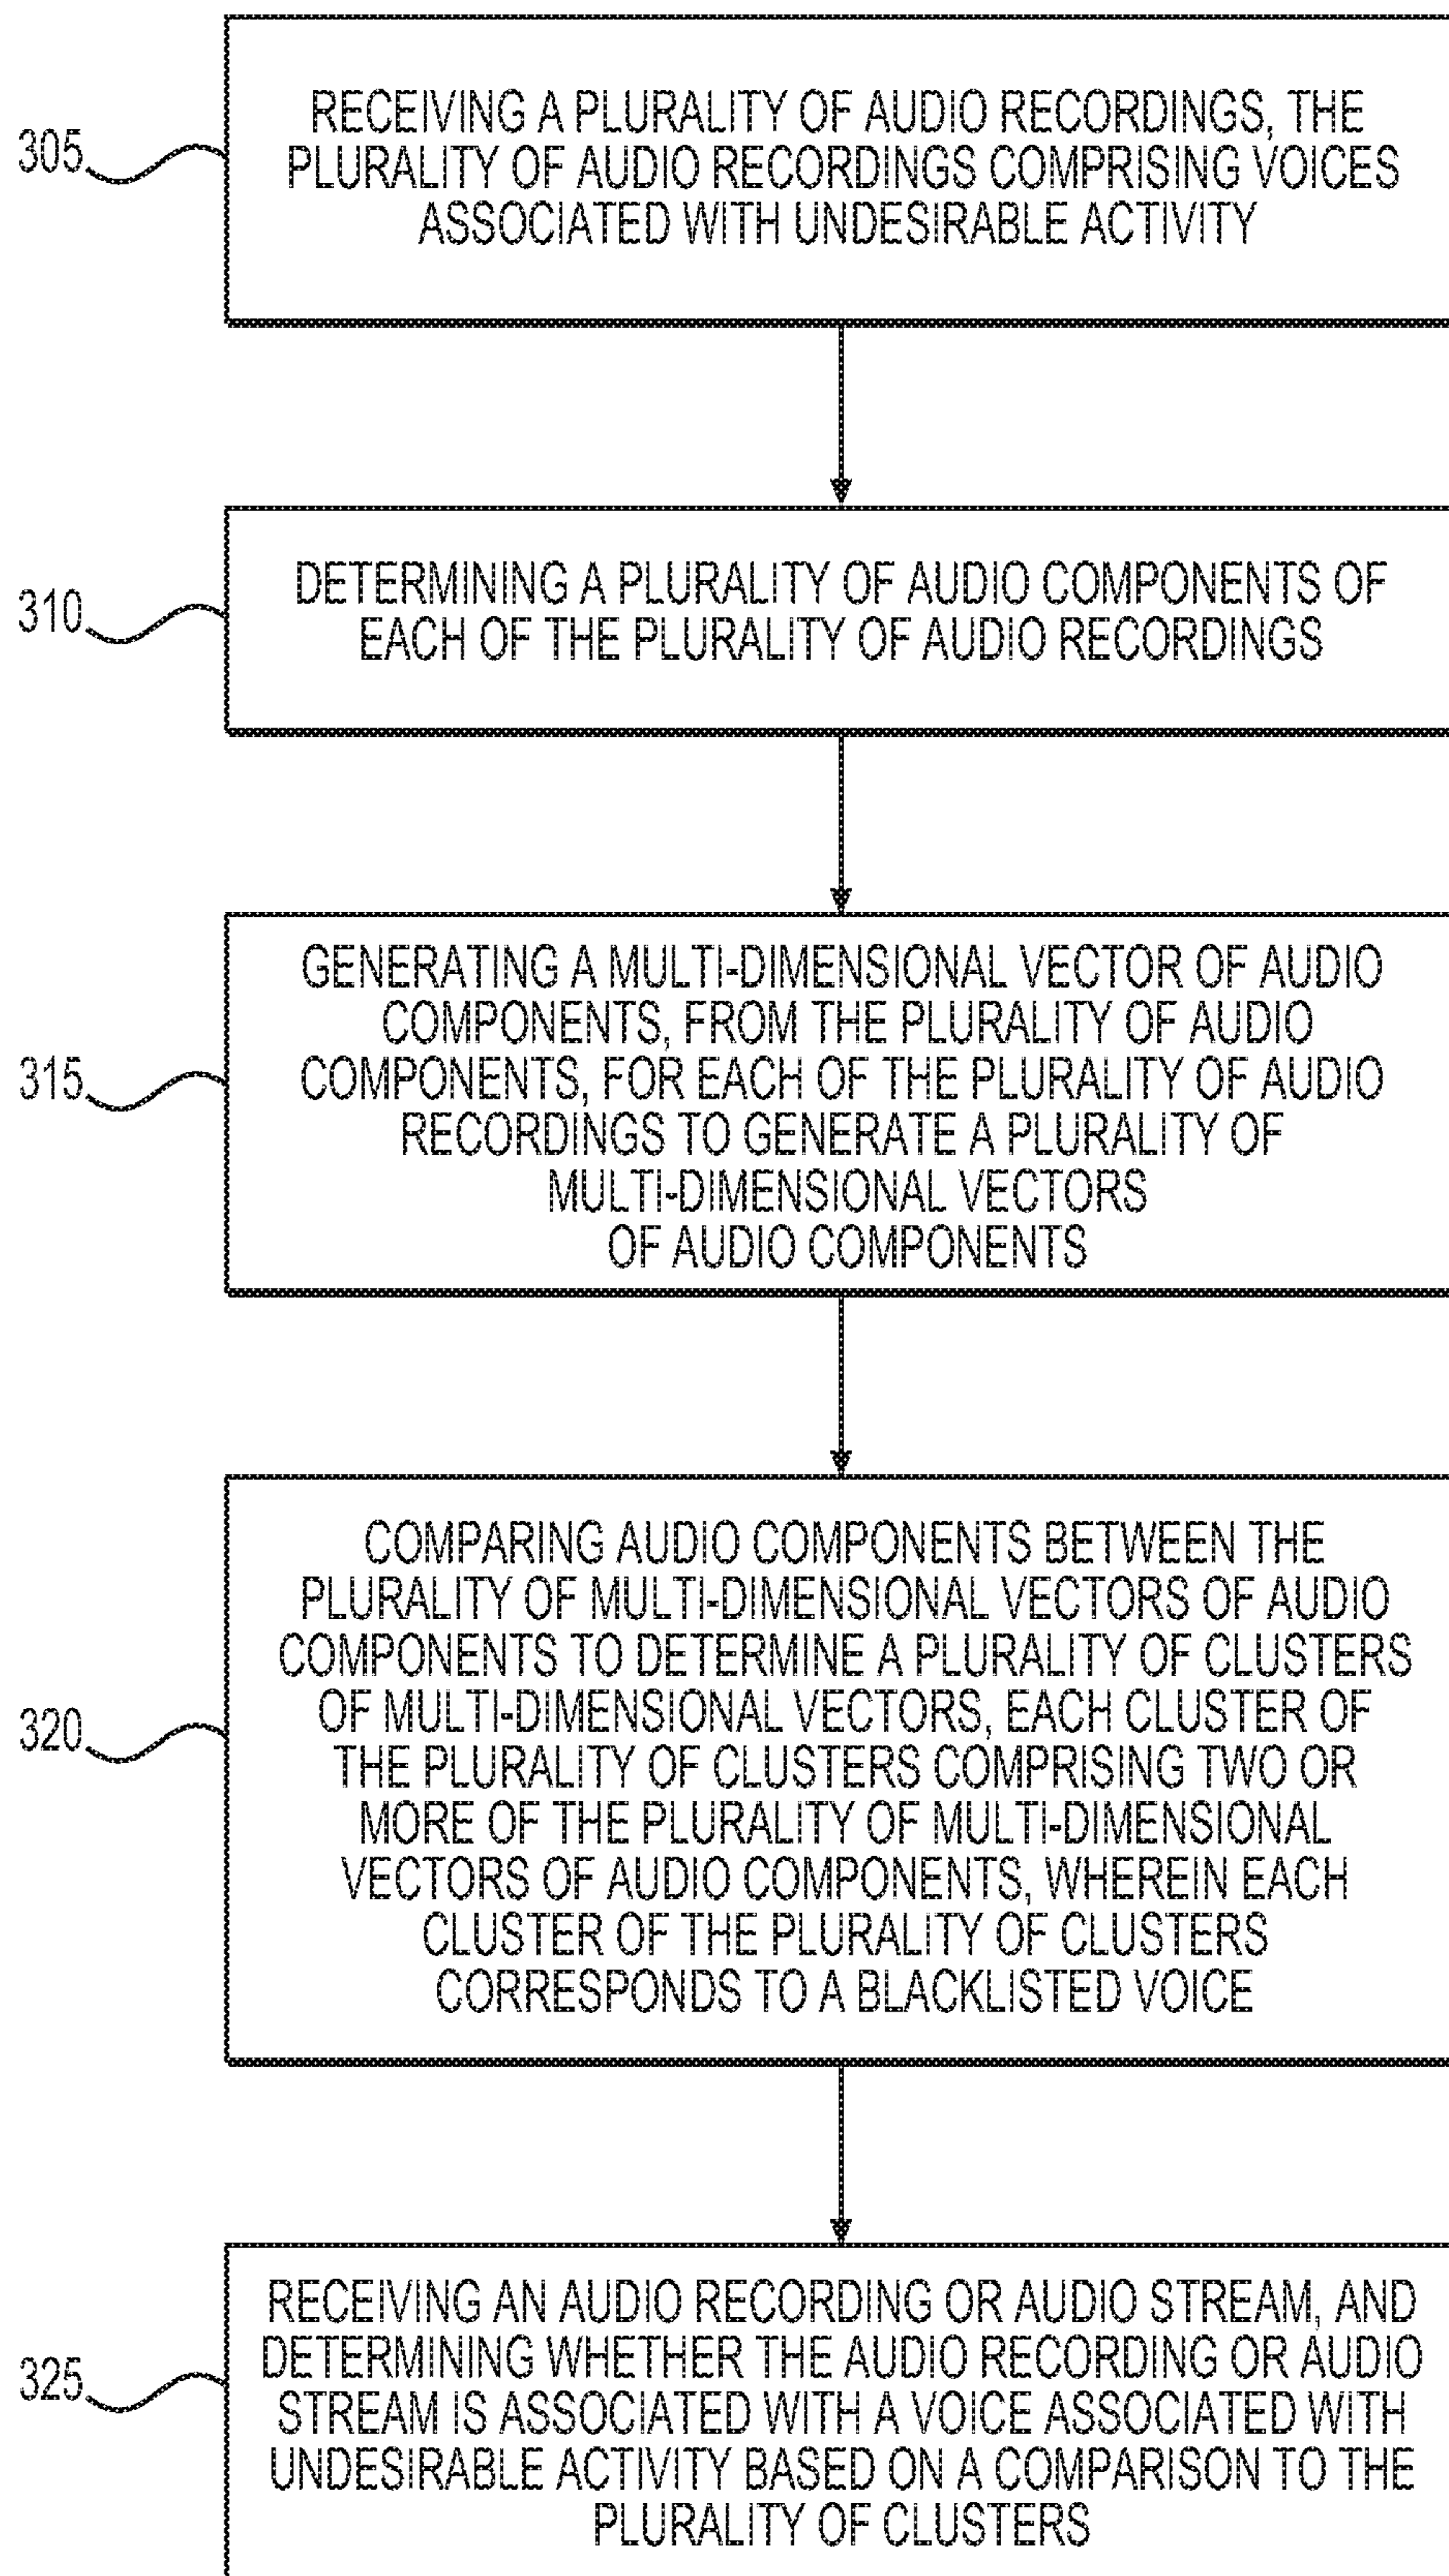 305
RECEIVING A PLURALITY OF AUDIO RECORDINGS, THE
PLURALITY OF AUDIO RECORDINGS COMPRISING VOICES
ASSOCIATED WITH UNDESIRABLE ACTIVITY
310
DETERMINING A PLURALITY OF AUDIO COMPONENTS OF
EACH OF THE PLURALITY OF AUDIO RECORDINGS
315
GENERATING A MULTI-DIMENSIONAL VECTOR OF AUDIO
COMPONENTS, FROM THE PLURALITY OF AUDIO
COMPONENTS, FOR EACH OF THE PLURALITY OF AUDIO
RECORDINGS TO GENERATE A PLURALITY OF
MULTI-DIMENSIONAL VECTORS
OF AUDIO COMPONENTS
320
COMPARING AUDIO COMPONENTS BETWEEN THE
PLURALITY OF MULTI-DIMENSIONAL VECTORS OF AUDIO
COMPONENTS TO DETERMINE A PLURALITY OF CLUSTERS
OF MULTI-DIMENSIONAL VECTORS, EACH CLUSTER OF
THE PLURALITY OF CLUSTERS COMPRISING TWO OR
MORE OF THE PLURALITY OF MULTI-DIMENSIONAL
VECTORS OF AUDIO COMPONENTS, WHEREIN EACH
CLUSTER OF THE PLURALITY OF CLUSTERS
CORRESPONDS TO A BLACKLISTED VOICE
325
RECEIVING AN AUDIO RECORDING OR AUDIO STREAM, AND
DETERMINING WHETHER THE AUDIO RECORDING OR AUDIO
STREAM IS ASSOCIATED WITH A VOICE ASSOCIATED WITH
UNDESIRABLE ACTIVITY BASED ON A COMPARISON TO THE
PLURALITY OF CLUSTERS